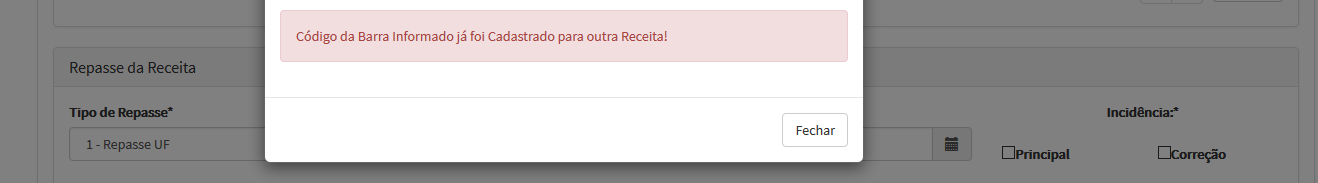 Código da Barra Informado já foi Cadastrado para outra Receita!
Repasse da Receita
Tipo de Repasse*
Incidência:*
Fechar
1 - Repasse UF
Principal
Correção